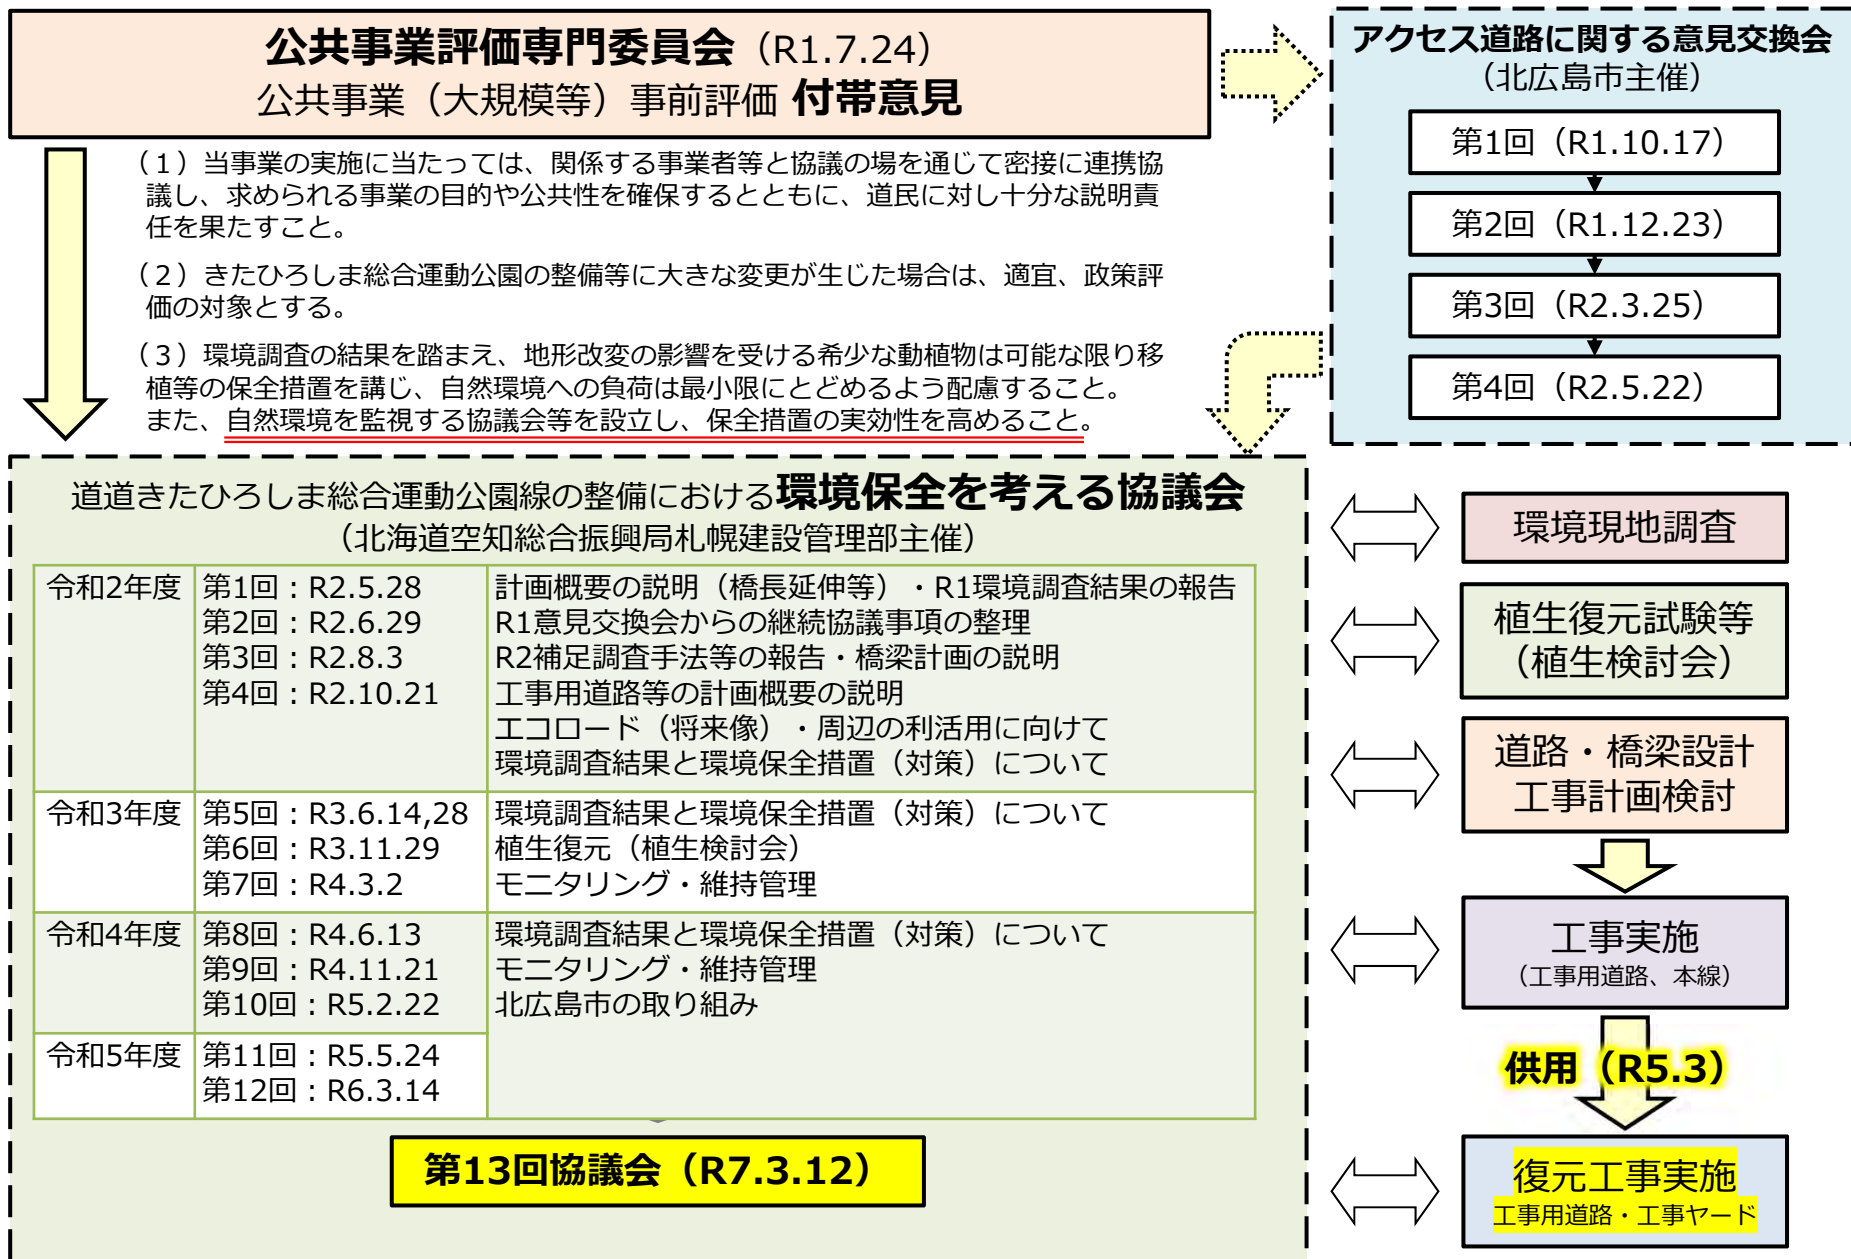 公共事業評価専門委員会（R1.7.24）
公共事業（大規模等）事前評価 付帯意見
（１）当事業の実施に当たっては、関係する事業者等と協議の場を通じて密接に連携協
議し、求められる事業の目的や公共性を確保するとともに、道民に対し十分な説明責
任を果たすこと。
（２）きたひろしま総合運動公園の整備等に大きな変更が生じた場合は、適宜、政策評
価の対象とする。
（３）環境調査の結果を踏まえ、地形改変の影響を受ける希少な動植物は可能な限り移
植等の保全措置を講じ、自然環境への負荷は最小限にとどめるよう配慮すること。
また、自然環境を監視する協議会等を設立し、保全措置の実効性を高めること。
アクセス道路に関する意見交換会
（北広島市主催）
第1回（R1.10.17）
第2回（R1.12.23）
第3回（R2.3.25）
第4回（R2.5.22）
道道きたひろしま総合運動公園線の整備における環境保全を考える協議会
（北海道空知総合振興局札幌建設管理部主催）
令和2年度 第1回：R2.5.28 計画概要の説明（橋長延伸等）・R1環境調査結果の報告
第2回：R2.6.29 R1意見交換会からの継続協議事項の整理
第3回：R2.8.3 R2補足調査手法等の報告・橋梁計画の説明
第4回：R2.10.21 工事用道路等の計画概要の説明
エコロード（将来像）・周辺の利活用に向けて
環境調査結果と環境保全措置（対策）について
令和3年度 第5回：R3.6.14,28 環境調査結果と環境保全措置（対策）について
第6回：R3.11.29 植生復元（植生検討会）
第7回：R4.3.2 モニタリング・維持管理
令和4年度 第8回：R4.6.13 環境調査結果と環境保全措置（対策）について
第9回：R4.11.21 モニタリング・維持管理
第10回：R5.2.22 北広島市の取り組み
令和5年度 第11回：R5.5.24
第12回：R6.3.14
第13回協議会（R7.3.12）
環境現地調査
植生復元試験等
（植生検討会）
道路・橋梁設計
工事計画検討
工事実施
（工事用道路、本線）
供用（R5.3）
復元工事実施
工事用道路・工事ヤード